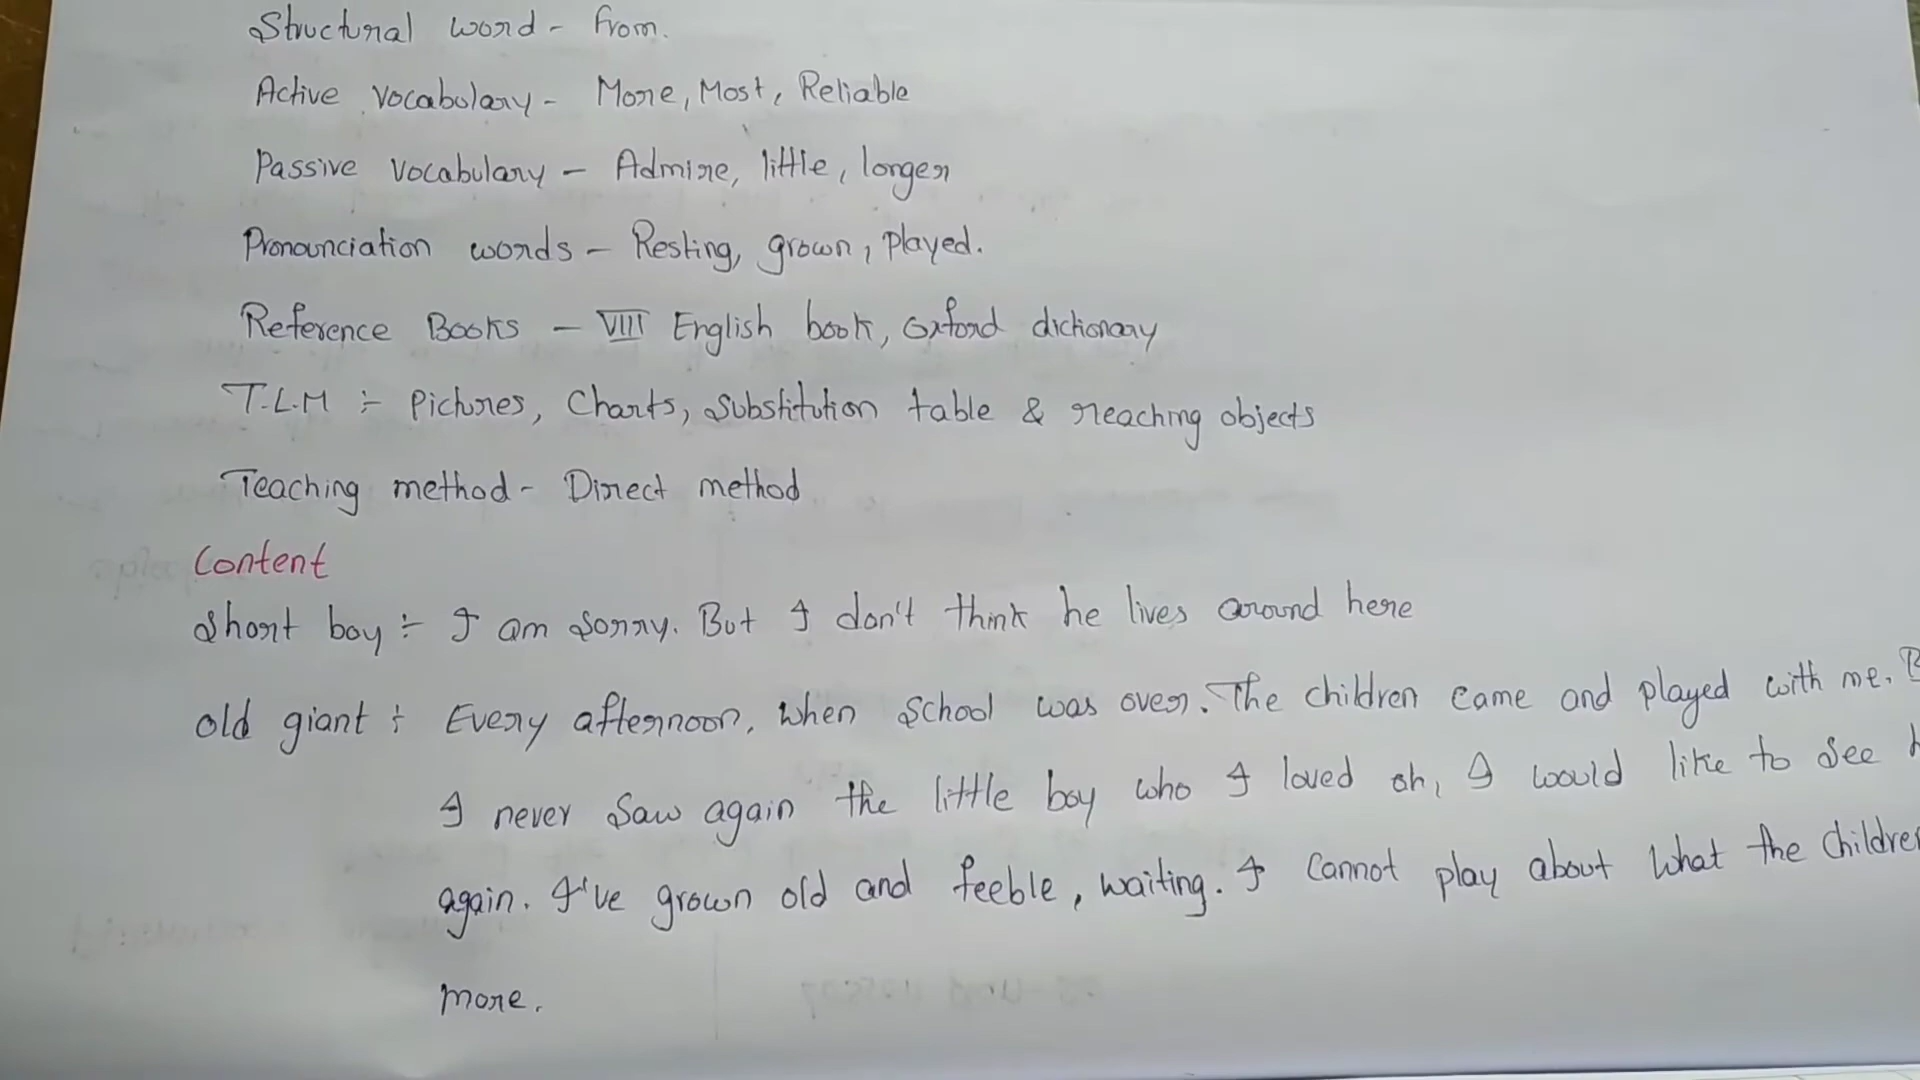 Structural word - from.
Active Vocabulary - More, Most, Reliable
Passive vocabulary - Admire, little, longer
Pronounciation words - Resting, grown, played.
Reference Books - VIII English book, Oxford dictionary
T.L.M :- Pictures, Charts, Substitution table & reaching objects
Teaching method - Direct method
Content
Short boy :- I am sorry. But I don't think he lives around here
old giant : Every afternoon, when school was over. The children came and played with me.
I never saw again the little boy who I loved oh, I would like to see
again. I've grown old and feeble, waiting. I cannot play about what the children
more.